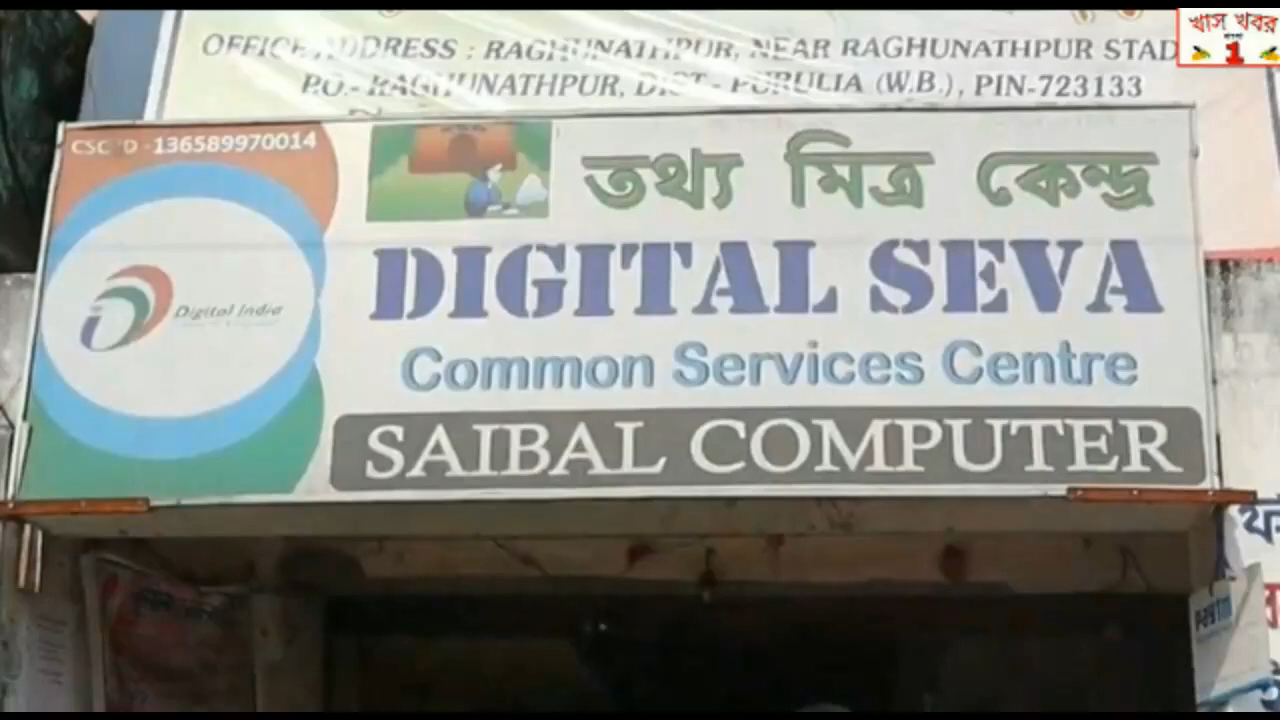 OFFICE ADDRESS : RAGHUNATHPUR, NEAR RAGHUNATHPUR STAD
P.O.- RAGHUNATHPUR, DIST.- PURULIA (W.B.), PIN-723133
খাস খবর
বাংলা
1
CSC ID - 136589970014
তথ্য মিত্র কেন্দ্র
DIGITAL SEVA
Digital India
Common Services Centre
SAIBAL COMPUTER
Paytm